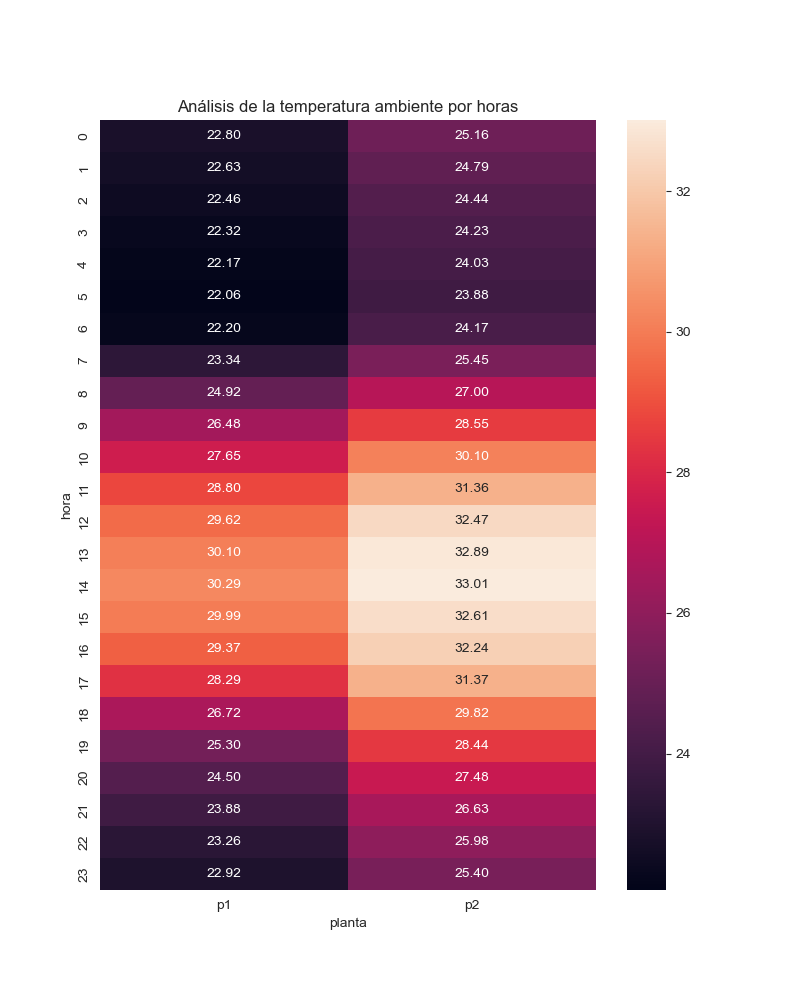 Análisis de la temperatura ambiente por horas
0 22.80 25.16
1 22.63 24.79
2 22.46 24.44
3 22.32 24.23
4 22.17 24.03
5 22.06 23.88
6 22.20 24.17
7 23.34 25.45
8 24.92 27.00
9 26.48 28.55
10 27.65 30.10
11 28.80 31.36
12 29.62 32.47
13 30.10 32.89
14 30.29 33.01
15 29.99 32.61
16 29.37 32.24
17 28.29 31.37
18 26.72 29.82
19 25.30 28.44
20 24.50 27.48
21 23.88 26.63
22 23.26 25.98
23 22.92 25.40
hora
p1 p2
planta
32
30
28
26
24